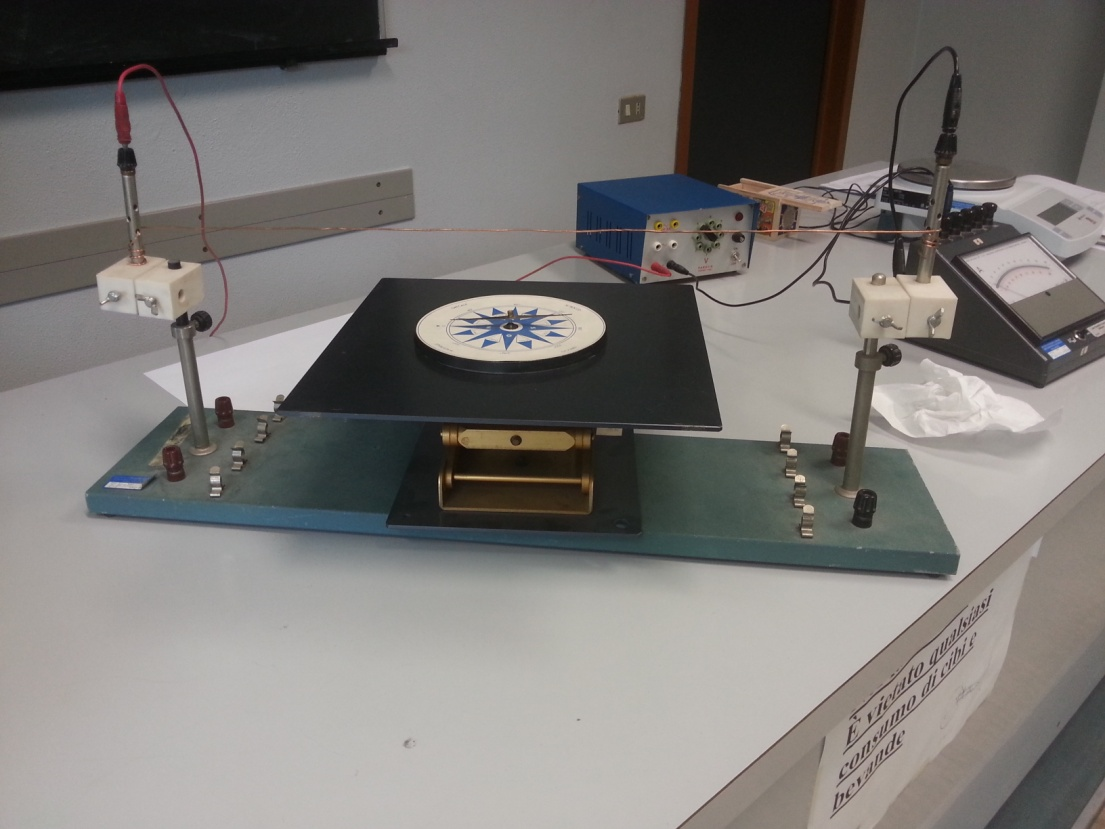 È vietato qualsiasi
consumo di cibi e
bevande